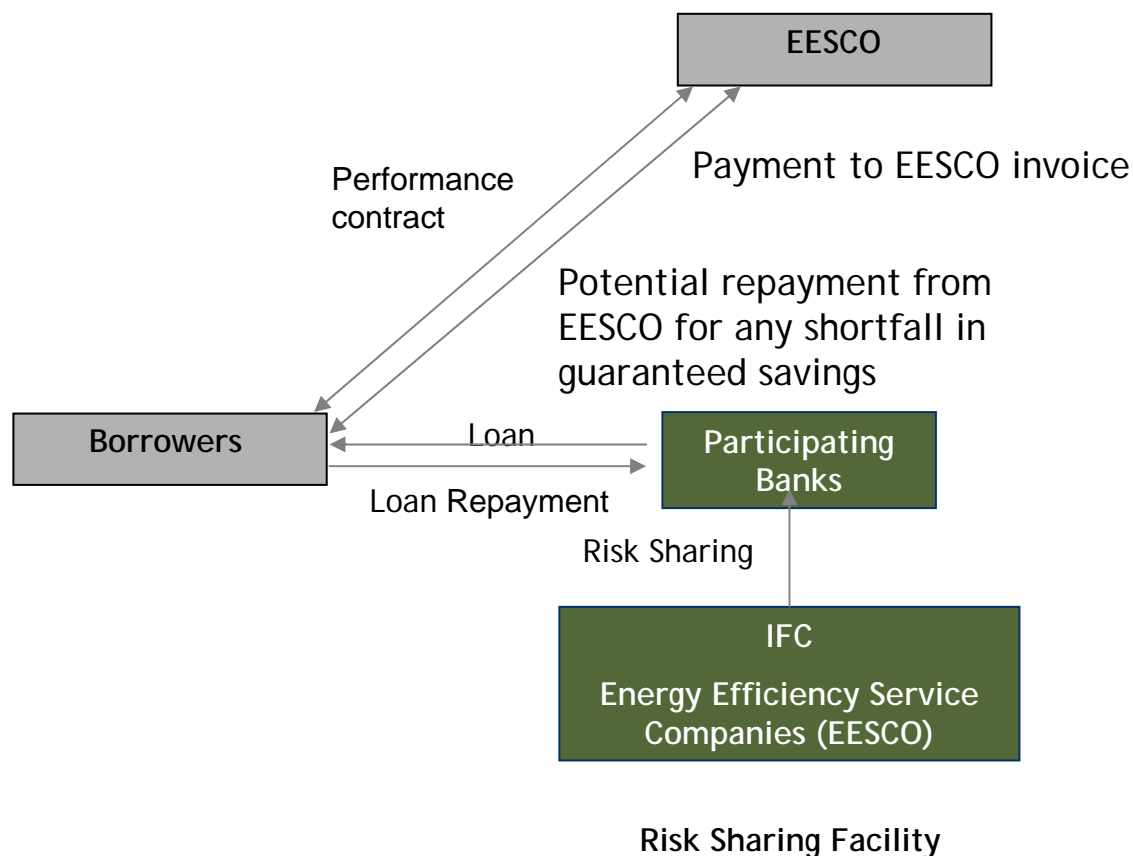 EESCO
Performance
contract
Payment to EESCO invoice
Potential repayment from
EESCO for any shortfall in
guaranteed savings
Borrowers
Loan
Participating
Banks
Loan Repayment
Risk Sharing
IFC
Energy Efficiency Service
Companies (EESCO)
Risk Sharing Facility